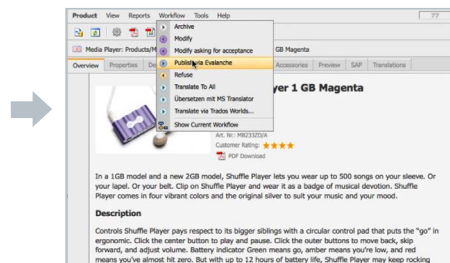 Product View Reports Workflow Tools Help 77
Archive
Modify
Media Player: Products/M Modify asking for acceptance GB Magenta
Overview Properties De Publish via Evalanche Accessories Preview SAP Translations
Refuse
Translate To All yer 1 GB Magenta
Übersetzen mit MS Translator
Translate via Trados Worlds...
Show Current Workflow
Art. Nr: MB233ZD/A
Customer Rating: ★★★★
PDF Download
In a 1GB model and a new 2GB model, Shuffle Player lets you wear up to 500 songs on your sleeve. Or
your lapel. Or your belt. Clip on Shuffle Player and wear it as a badge of musical devotion. Shuffle
Player comes in four vibrant colors and the original silver to suit your music and your mood.
Description
Controls Shuffle Player pays respect to its bigger siblings with a circular control pad that puts the "go" in
ergonomic. Click the center button to play and pause. Click the outer buttons to move back, skip
forward, and adjust volume. Battery indicator Green means go, amber means you're low, and red
means you've almost hit zero. But with up to 12 hours of battery life, Shuffle Player may keep rocking